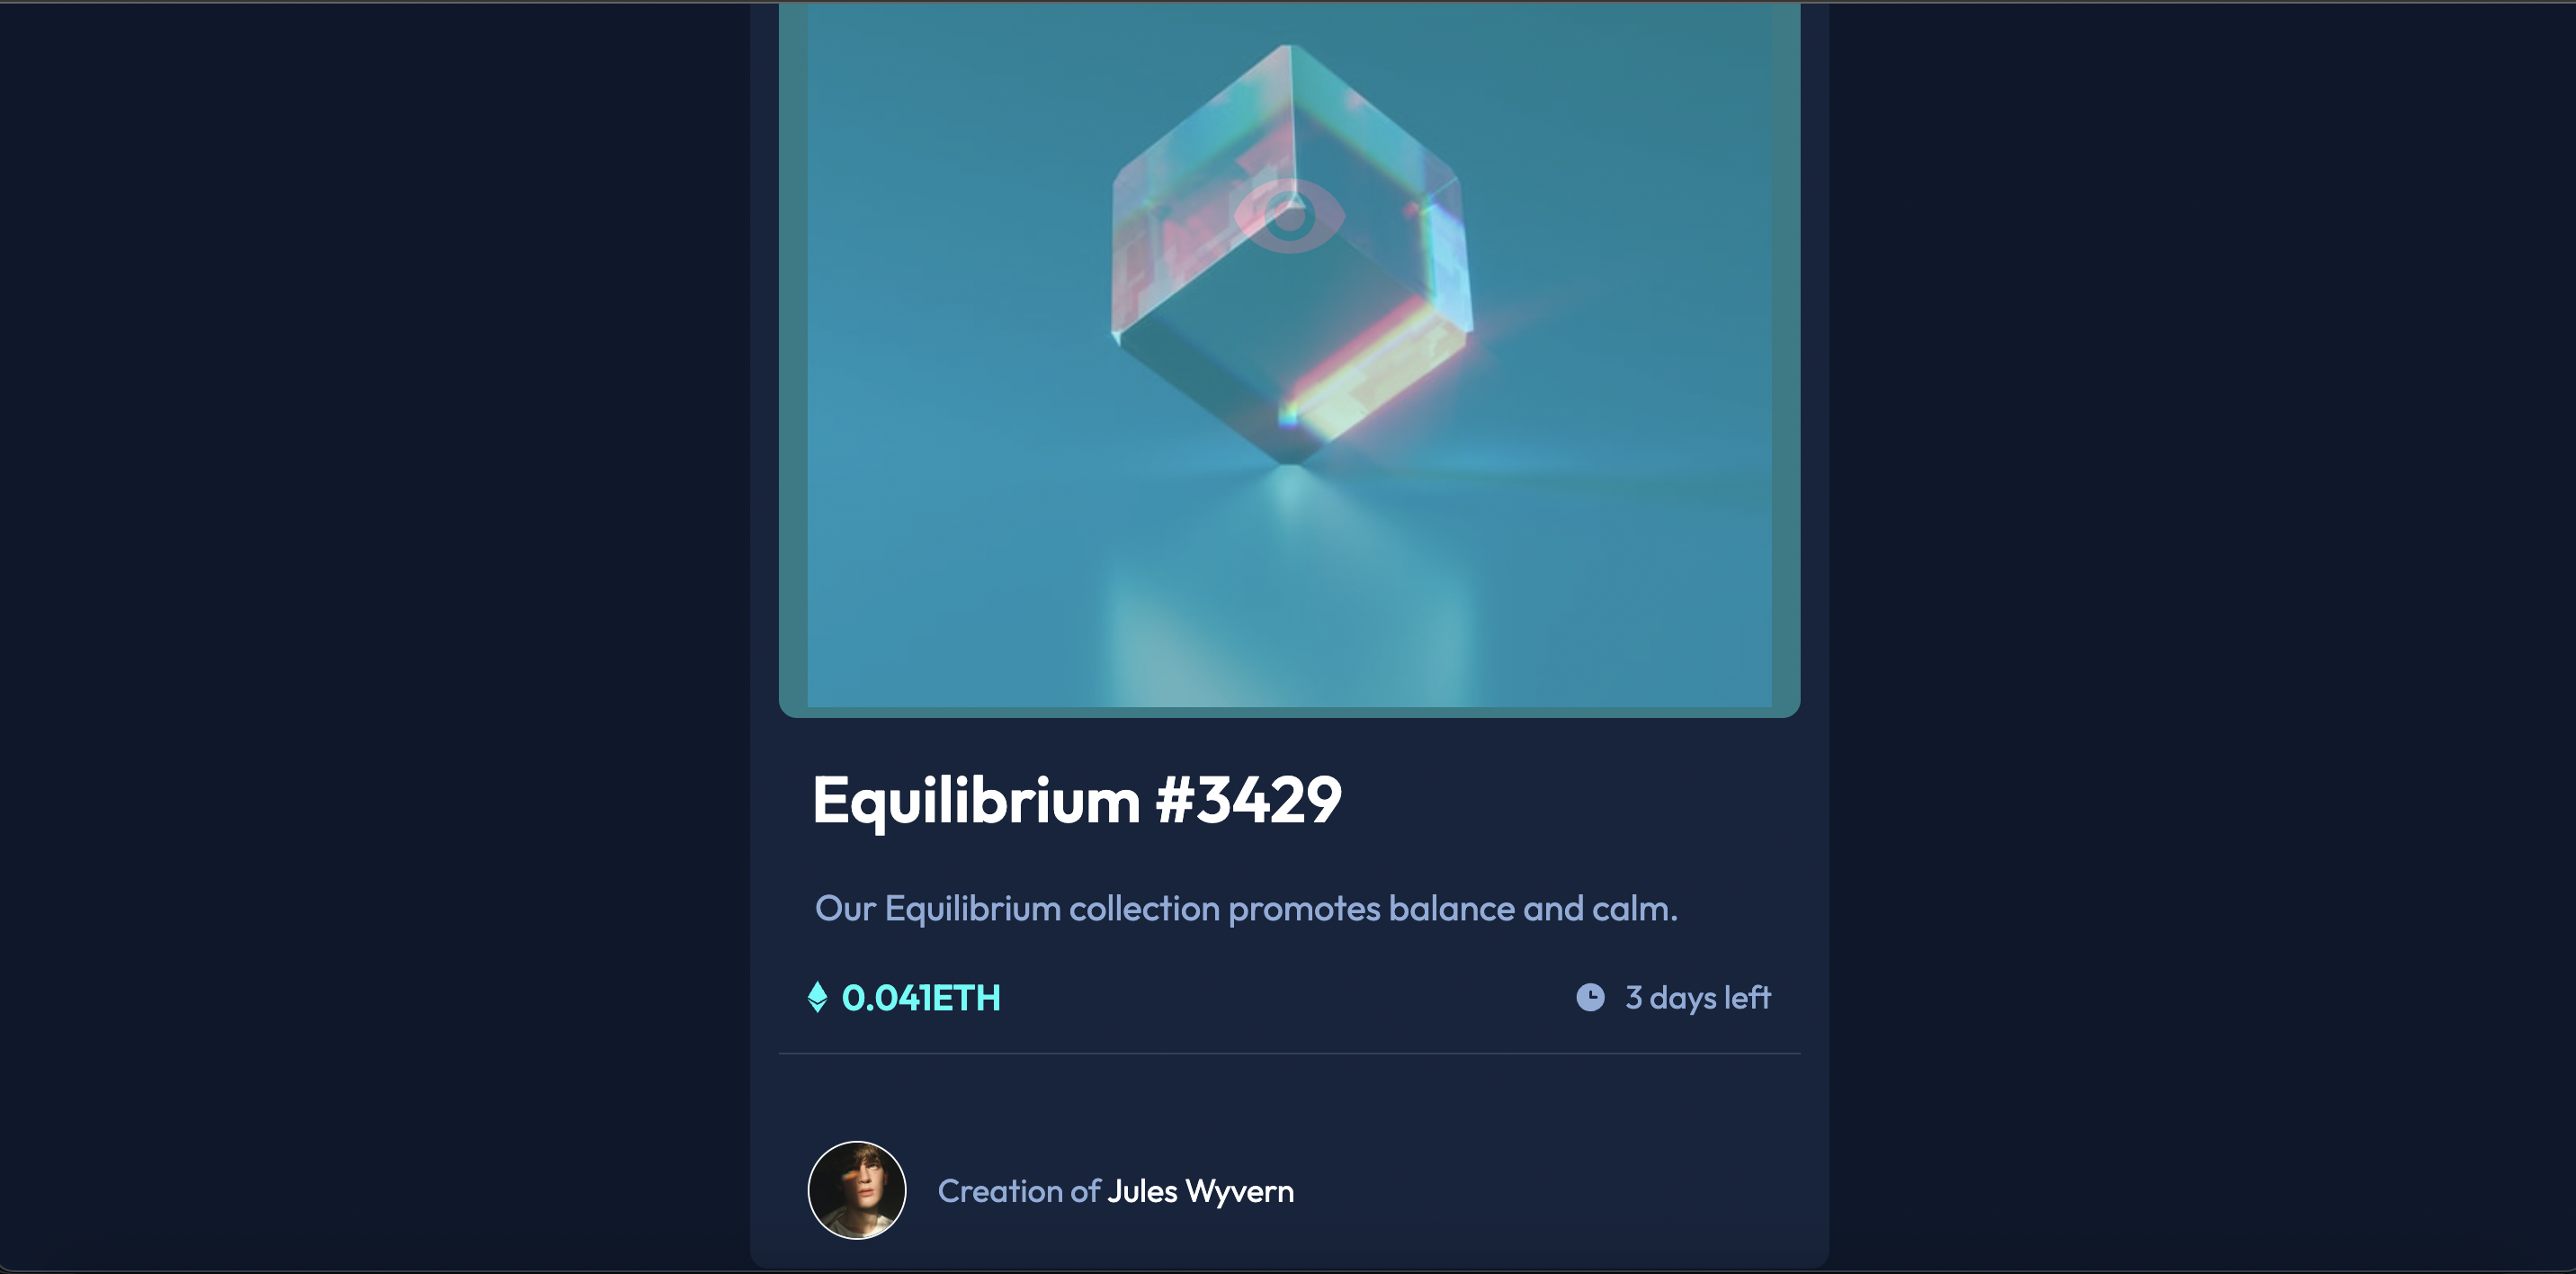 Equilibrium #3429
Our Equilibrium collection promotes balance and calm.
0.041ETH
3 days left
Creation of Jules Wyvern